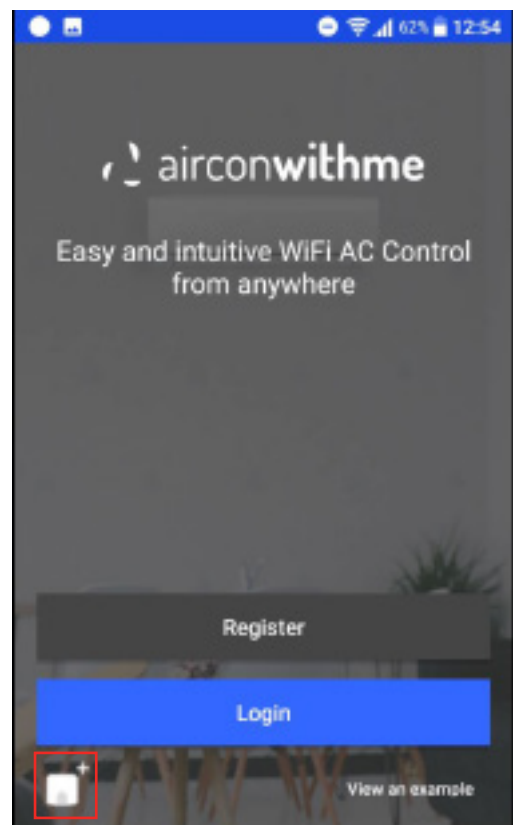 62% 12:54
airconwithme
Easy and intuitive WiFi AC Control
from anywhere
Register
Login
View an example